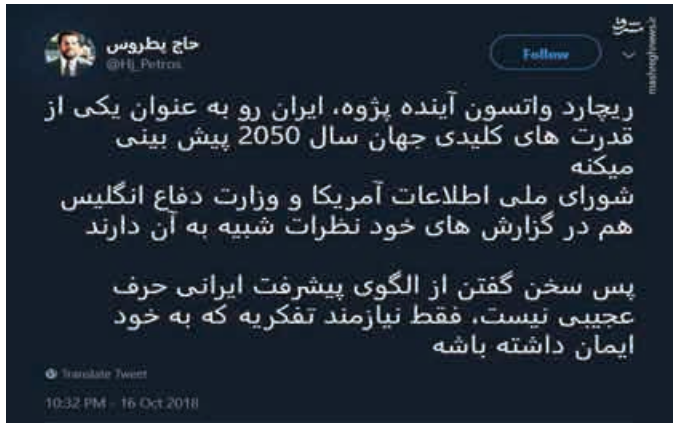 حاج پطروس
@Hj_Petros
Follow
مشرق
mashreghnews.ir
ریچارد واتسون آینده پژوه، ایران رو به عنوان یکی از
قدرت های کلیدی جهان سال 2050 پیش بینی
میکنه
شورای ملی اطلاعات آمریکا و وزارت دفاع انگلیس
هم در گزارش های خود نظرات شبیه به آن دارند
پس سخن گفتن از الگوی پیشرفت ایرانی حرف
عجیبی نیست، فقط نیازمند تفکریه که به خود
ایمان داشته باشه
Translate Tweet
10:32 PM - 16 Oct 2018